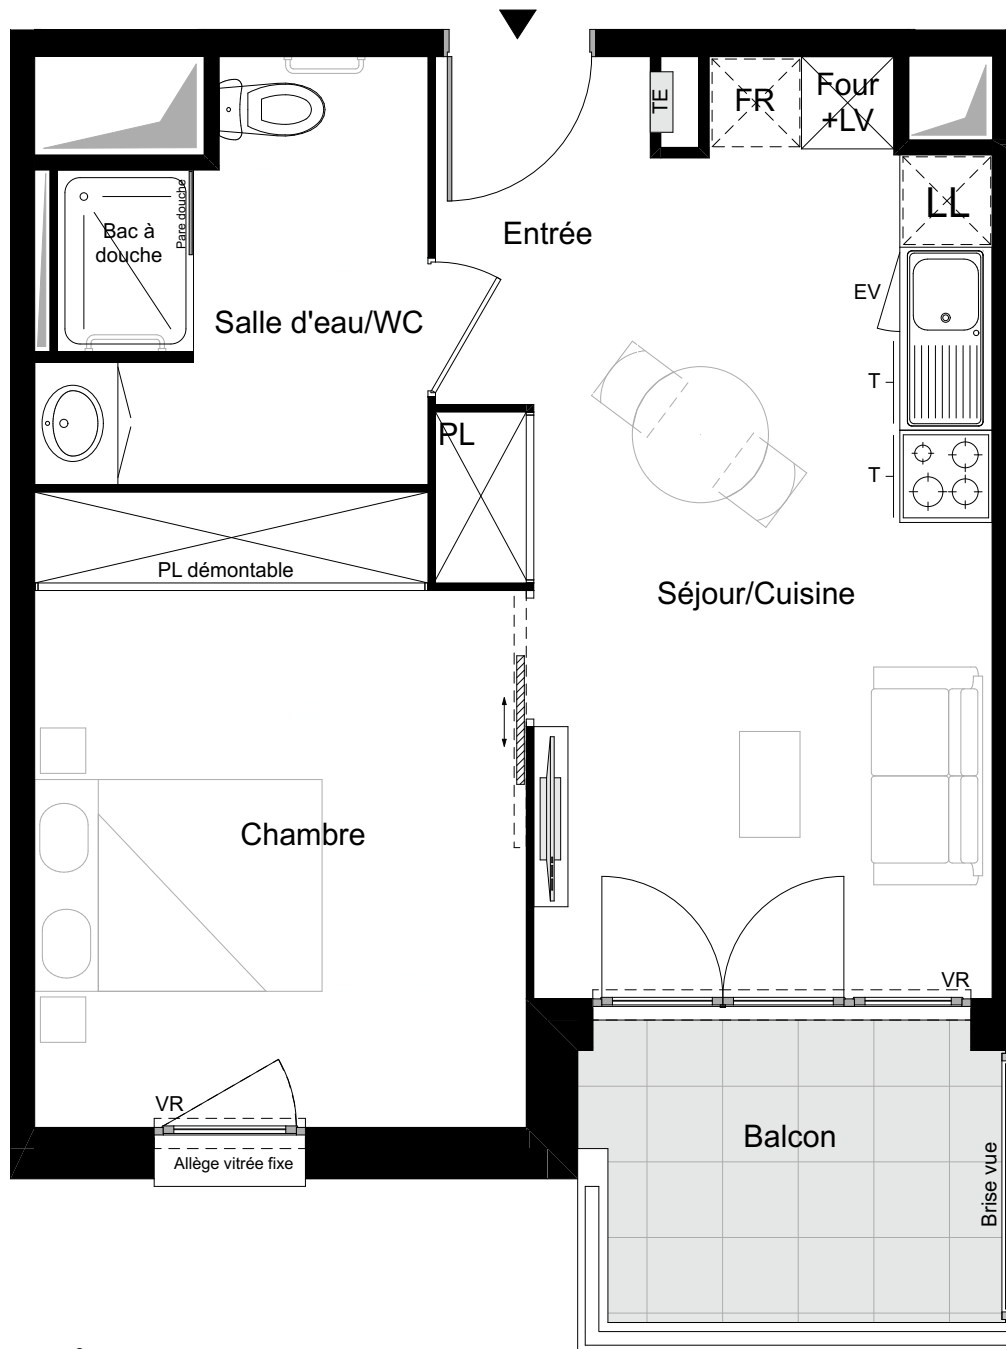 TE
FR
Four
+LV
Pare douche
Bac à
douche
LL
Entrée
EV
Salle d'eau/WC
T
PL
T
PL démontable
Séjour/Cuisine
Chambre
VR
VR
Balcon
Allège vitrée fixe
Brise vue